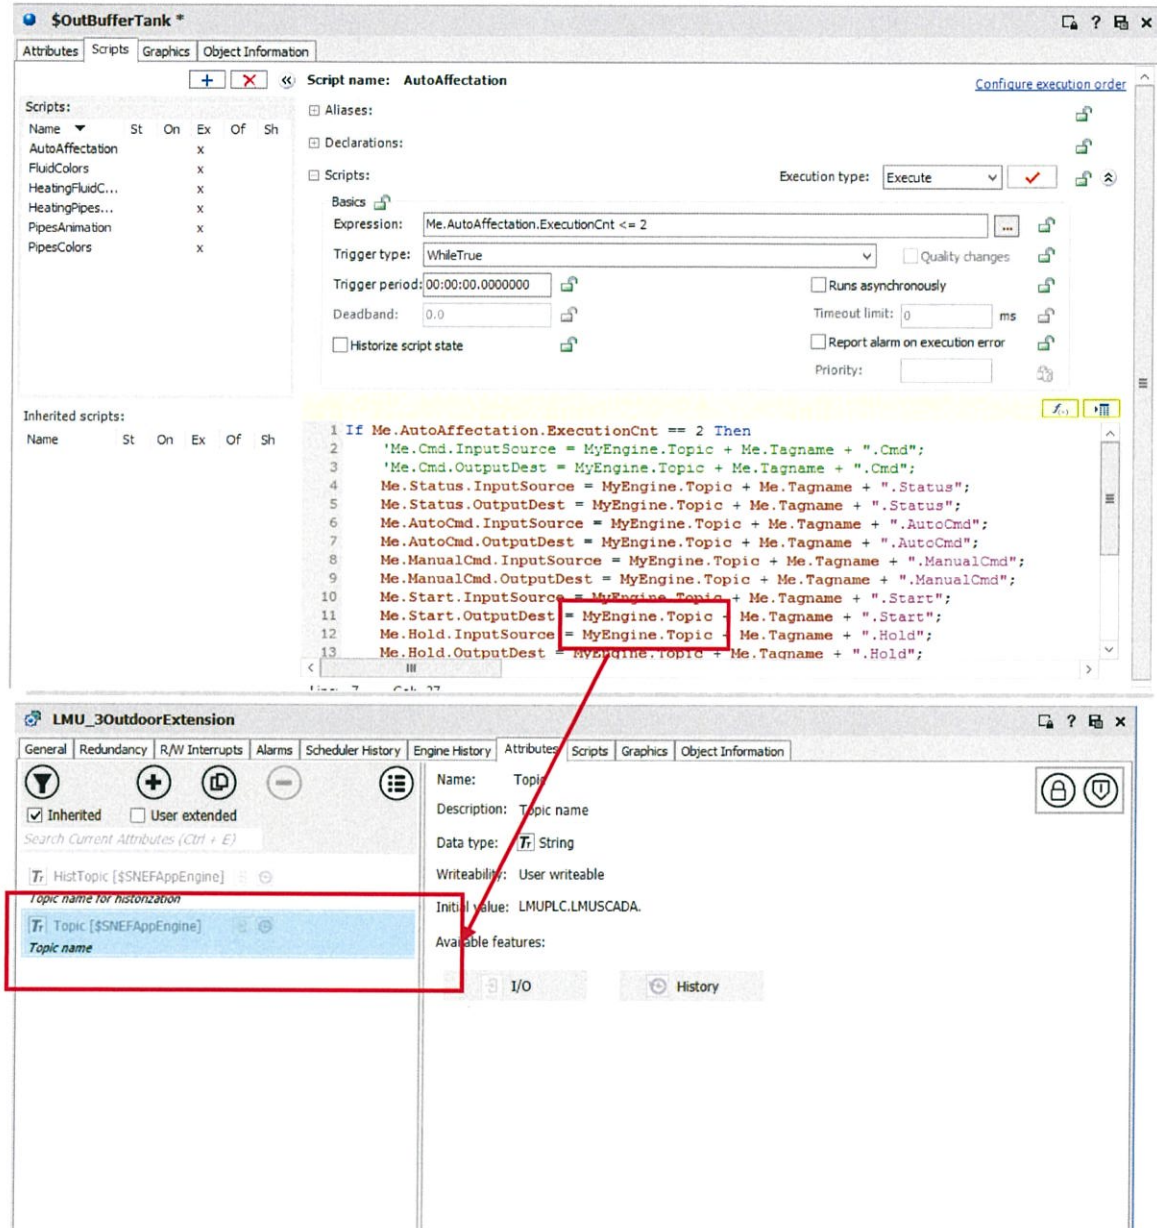 $OutBufferTank *
Attributes Scripts Graphics Object Information
Script name: AutoAffectation
Configure execution order
Scripts:
Name St On Ex Of Sh
AutoAffectation x
FluidColors x
HeatingFluidC... x
HeatingPipes... x
PipesAnimation x
PipesColors x
Aliases:
Declarations:
Scripts:
Execution type: Execute
Basics
Expression: Me.AutoAffectation.ExecutionCnt <= 2 ...
Trigger type: WhileTrue Quality changes
Trigger period: 00:00:00.0000000 Runs asynchronously
Deadband: 0.0 Timeout limit: 0 ms
Historize script state Report alarm on execution error
Priority:
Inherited scripts:
Name St On Ex Of Sh
1 If Me.AutoAffectation.ExecutionCnt == 2 Then
2 'Me.Cmd.InputSource = MyEngine.Topic + Me.Tagname + ".Cmd";
3 'Me.Cmd.OutputDest = MyEngine.Topic + Me.Tagname + ".Cmd";
4 Me.Status.InputSource = MyEngine.Topic + Me.Tagname + ".Status";
5 Me.Status.OutputDest = MyEngine.Topic + Me.Tagname + ".Status";
6 Me.AutoCmd.InputSource = MyEngine.Topic + Me.Tagname + ".AutoCmd";
7 Me.AutoCmd.OutputDest = MyEngine.Topic + Me.Tagname + ".AutoCmd";
8 Me.ManualCmd.InputSource = MyEngine.Topic + Me.Tagname + ".ManualCmd";
9 Me.ManualCmd.OutputDest = MyEngine.Topic + Me.Tagname + ".ManualCmd";
10 Me.Start.InputSource = MyEngine.Topic + Me.Tagname + ".Start";
11 Me.Start.OutputDest = MyEngine.Topic + Me.Tagname + ".Start";
12 Me.Hold.InputSource = MyEngine.Topic + Me.Tagname + ".Hold";
13 Me.Hold.OutputDest = MyEngine.Topic + Me.Tagname + ".Hold";
LMU_3OutdoorExtension
General Redundancy R/W Interrupts Alarms Scheduler History Engine History Attributes Scripts Graphics Object Information
Inherited User extended
Search Current Attributes (Ctrl + E)
HistTopic [$SNEFAppEngine]
Topic name for historization
Topic [$SNEFAppEngine]
Topic name
Name: Topic
Description: Topic name
Data type: String
Writeability: User writeable
Initial value: LMUPLC.LMUSCADA.
Available features:
I/O History